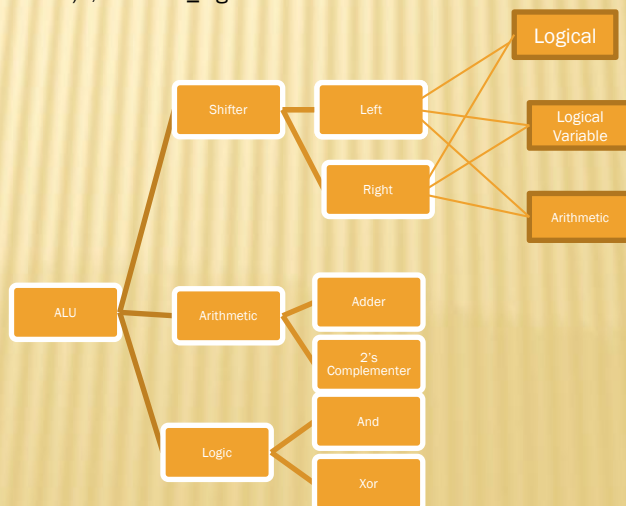 Logical
Shifter
Left
Logical
Variable
Right
Arithmetic
ALU
Arithmetic
Adder
2's
Complementer
And
Logic
Xor